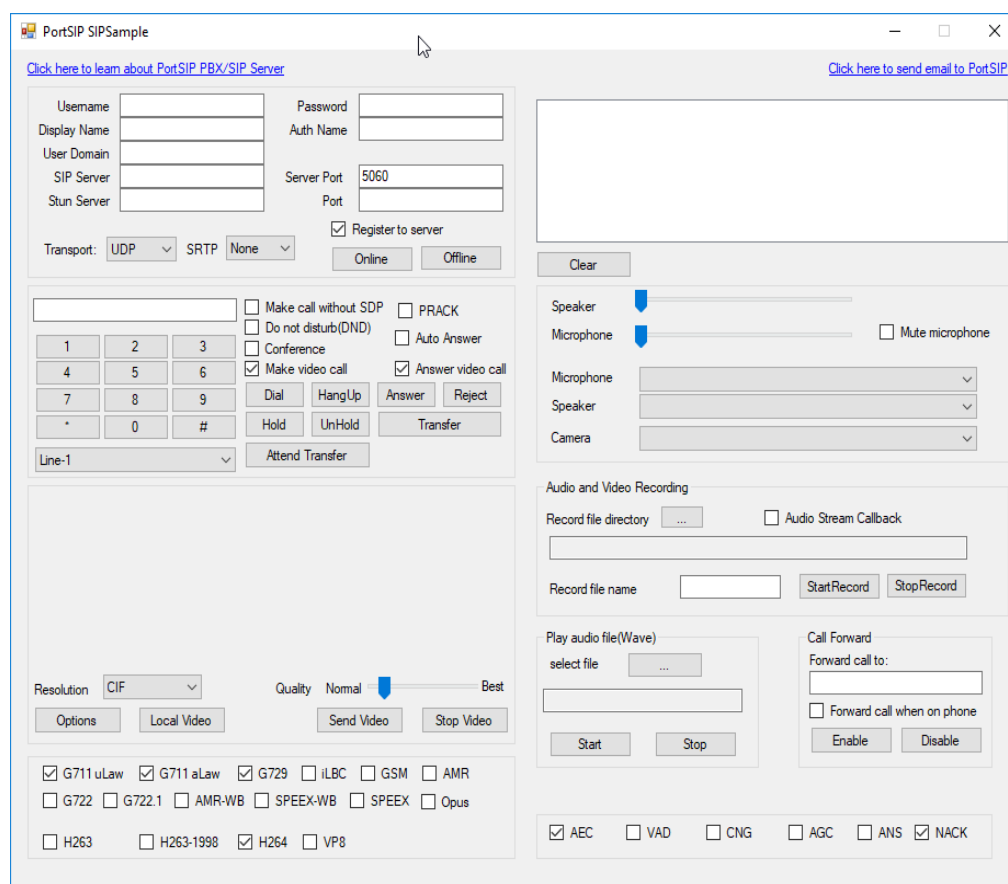 PortSIP SIPSample
Click here to learn about PortSIP PBX/SIP Server
Click here to send email to PortSIP
Username
Password
Display Name
Auth Name
User Domain
SIP Server
Server Port 5060
Stun Server
Port
Register to server
Transport: UDP SRTP None
Online Offline
Clear
Make call without SDP PRACK
Do not disturb(DND)
Auto Answer
Conference
Make video call Answer video call
1 2 3
4 5 6
7 8 9
* 0 #
Dial HangUp Answer Reject
Hold UnHold Transfer
Line-1
Attend Transfer
Speaker
Microphone
Mute microphone
Microphone
Speaker
Camera
Audio and Video Recording
Record file directory ... Audio Stream Callback
Record file name StartRecord StopRecord
Resolution CIF Quality Normal Best
Options Local Video Send Video Stop Video
Play audio file(Wave)
select file ...
Start Stop
Call Forward
Forward call to:
Forward call when on phone
Enable Disable
G711 uLaw G711 aLaw G729 iLBC GSM AMR
G722 G722.1 AMR-WB SPEEX-WB SPEEX Opus
H263 H263-1998 H264 VP8
AEC VAD CNG AGC ANS NACK